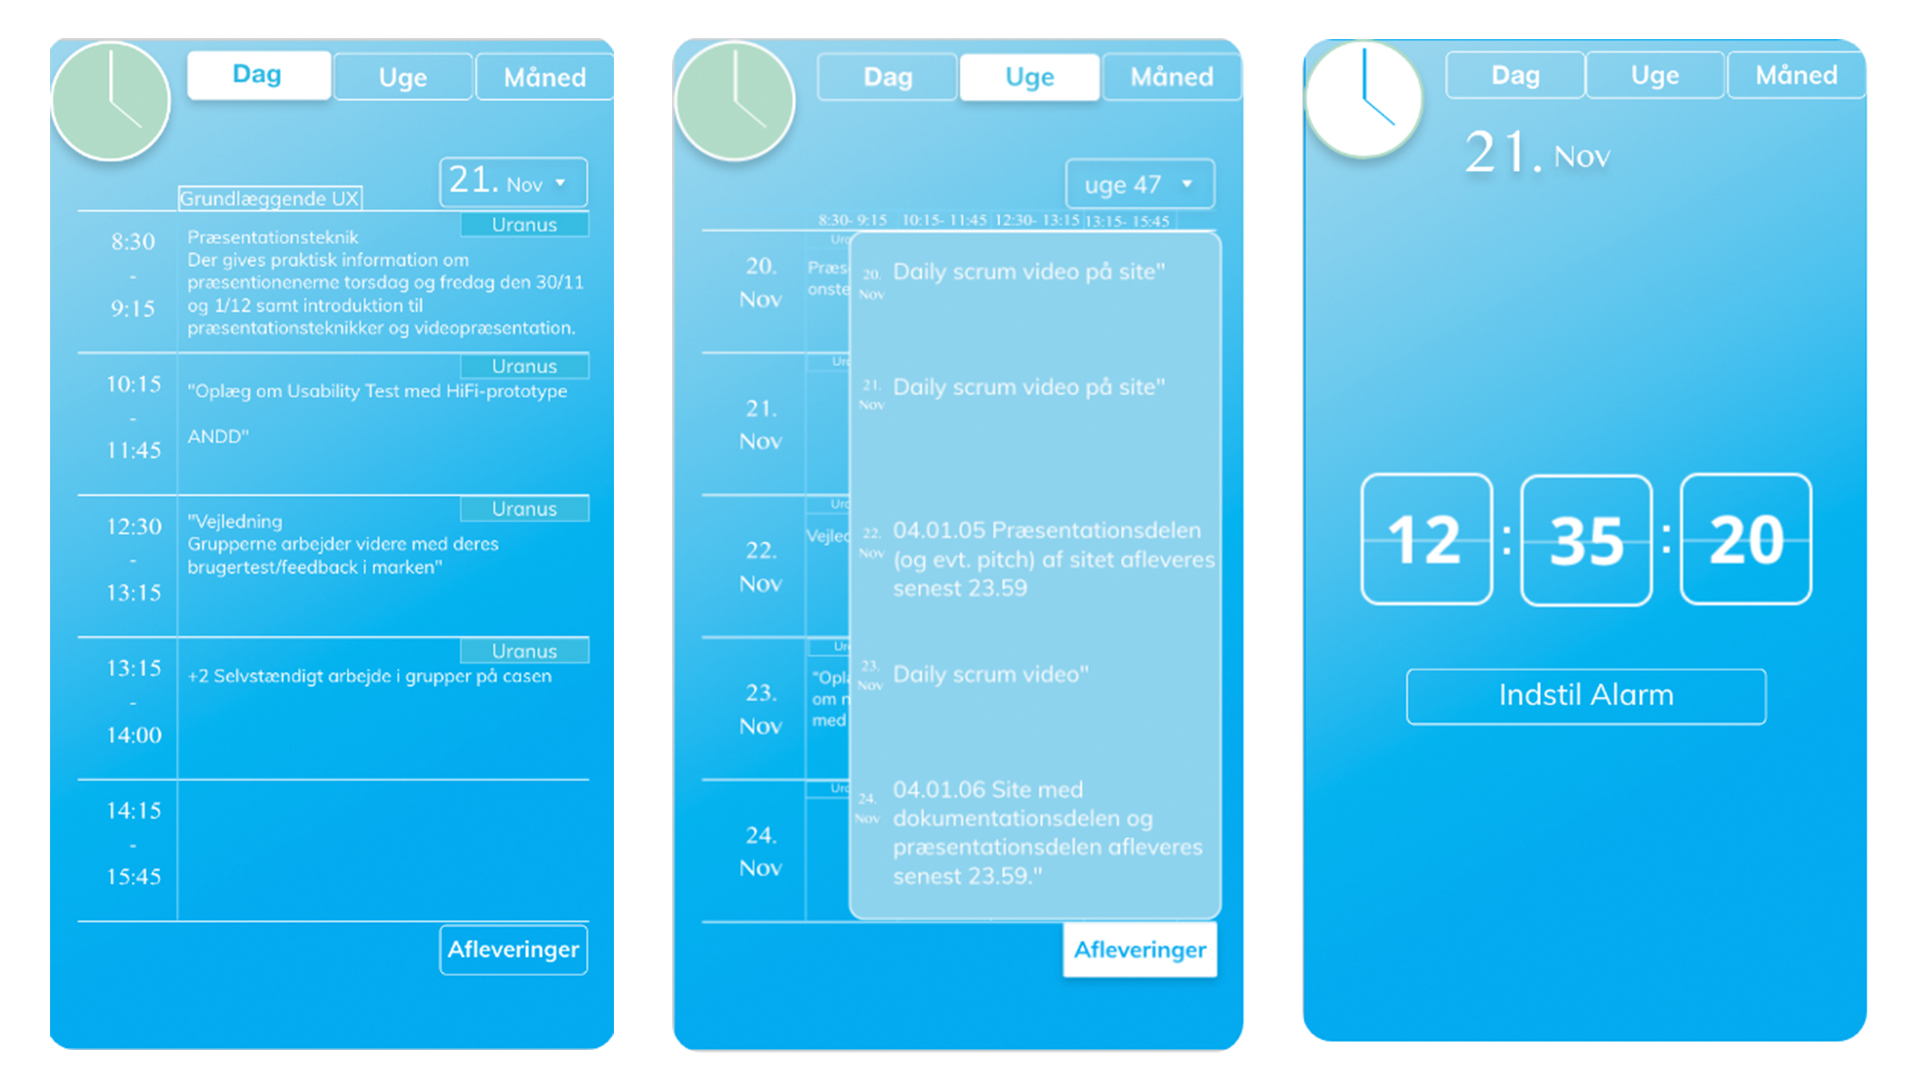 Dag
Uge
Måned
21. Nov
Grundlæggende UX
Uranus
8:30
-
9:15
Præsentationsteknik
Der gives praktisk information om
præsentionenerne torsdag og fredag den 30/11
og 1/12 samt introduktion til
præsentationsteknikker og videopræsentation.
Uranus
10:15
-
11:45
"Oplæg om Usability Test med HiFi-prototype
ANDD"
Uranus
12:30
-
13:15
"Vejledning
Grupperne arbejder videre med deres
brugertest/feedback i marken"
Uranus
13:15
-
14:00
+2 Selvstændigt arbejde i grupper på casen
14:15
-
15:45
Afleveringer
Dag
Uge
Måned
uge 47
8:30- 9:15
10:15- 11:45
12:30- 13:15
13:15- 15:45
20.
Nov
Ura
Præs
onste
20.
Nov
Daily scrum video på site"
21.
Nov
Ura
21.
Nov
Daily scrum video på site"
22.
Nov
Ura
Vejled
22.
Nov
04.01.05 Præsentationsdelen
(og evt. pitch) af sitet afleveres
senest 23.59
23.
Nov
Ura
"Oplæ
om n
med
23.
Nov
Daily scrum video"
24.
Nov
Ura
24.
Nov
04.01.06 Site med
dokumentationsdelen og
præsentationsdelen afleveres
senest 23.59."
Afleveringer
Dag
Uge
Måned
21. Nov
12 : 35 : 20
Indstil Alarm